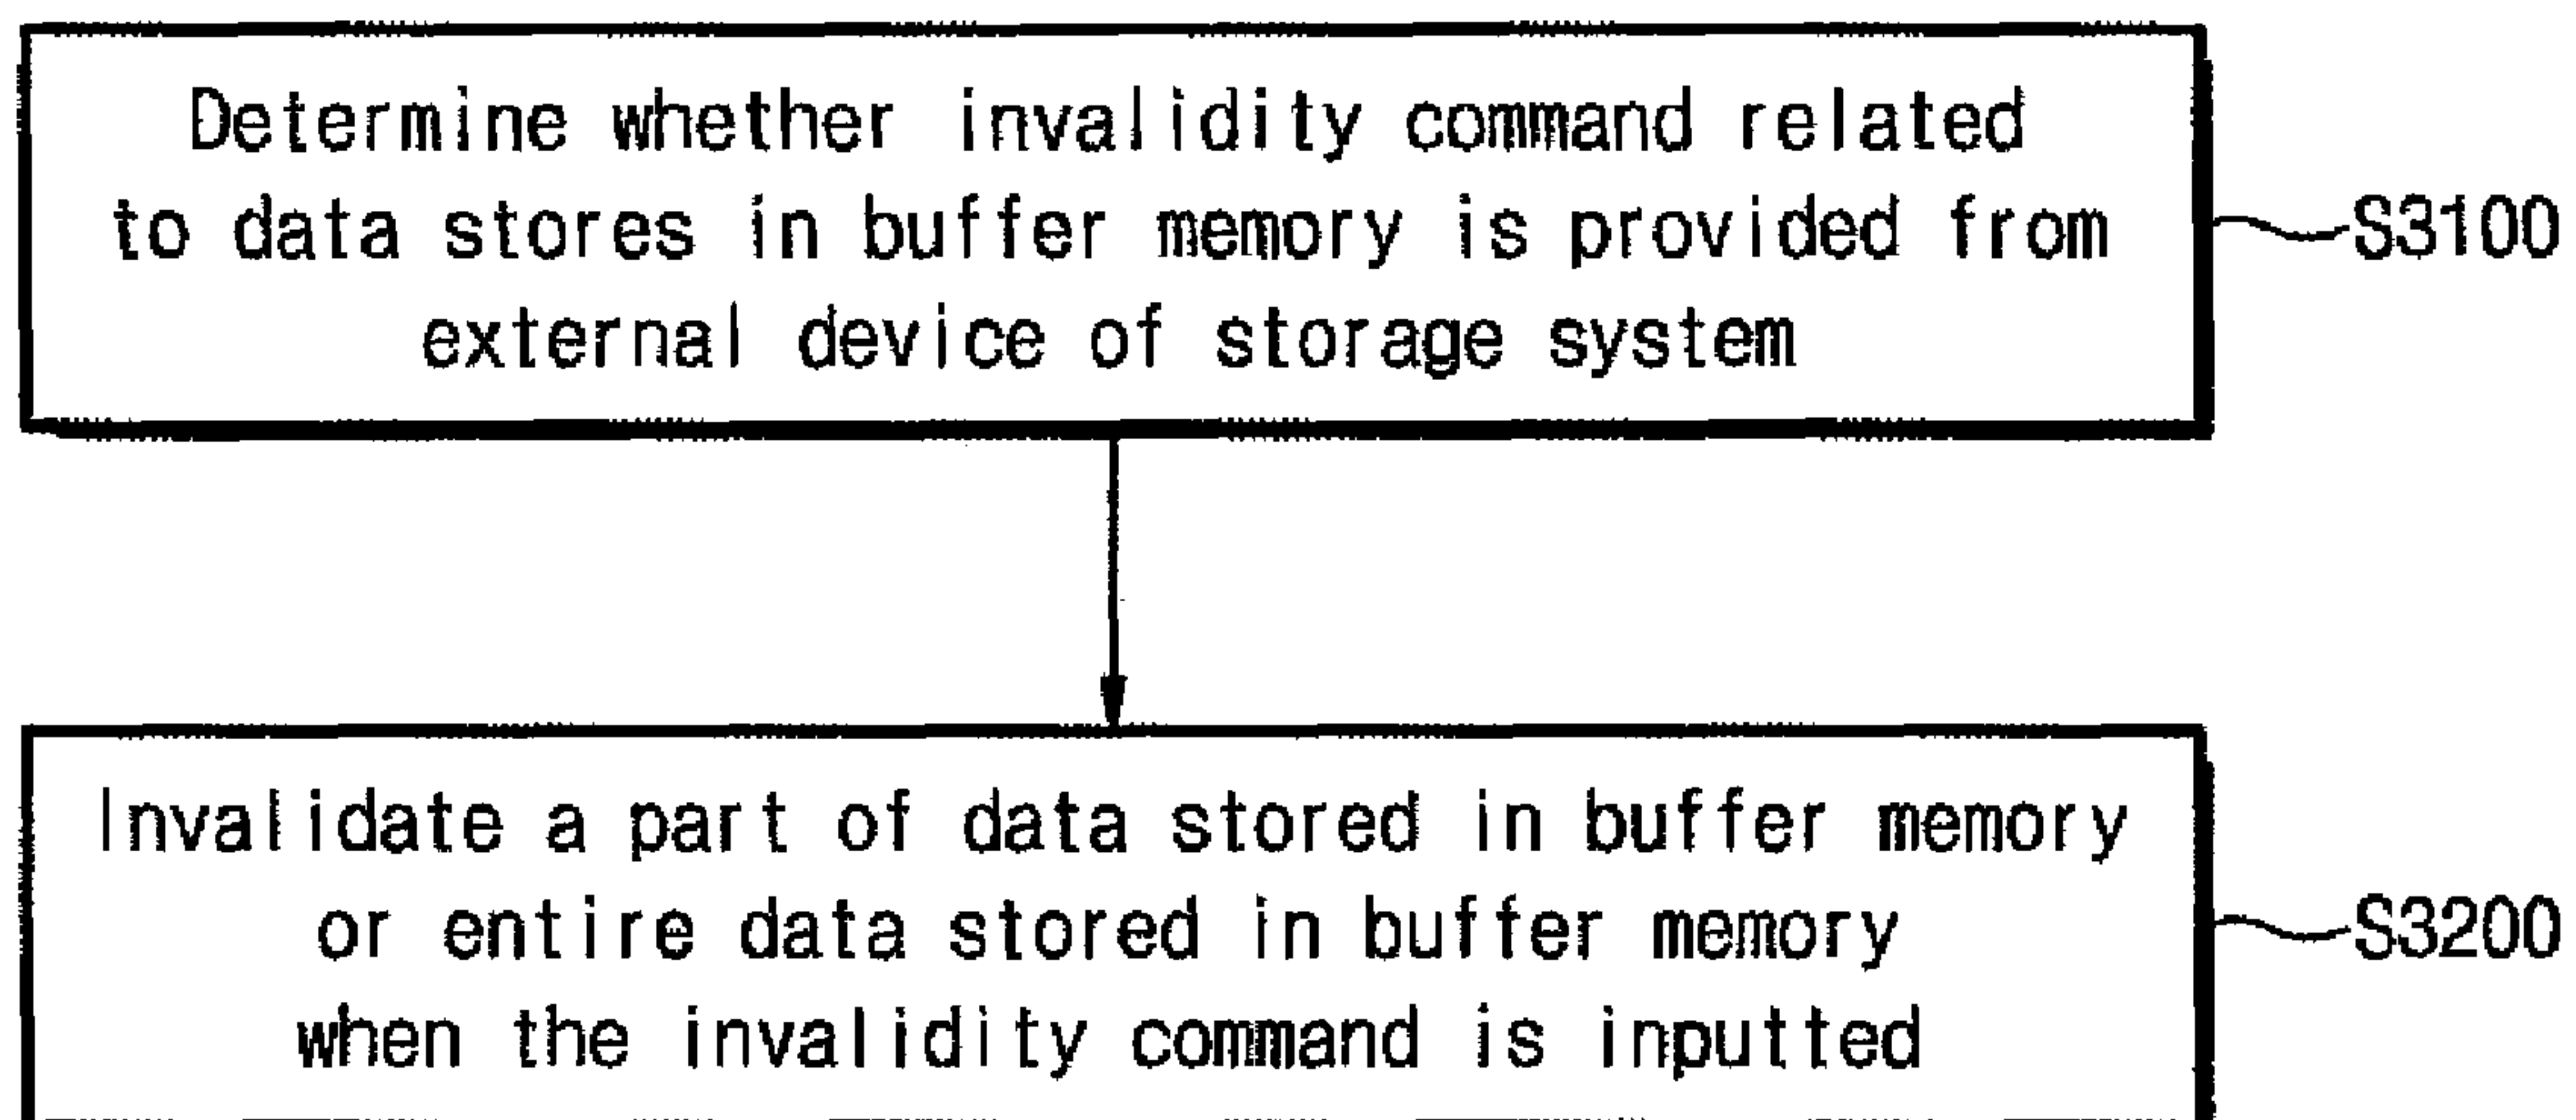 Determine whether invalidity command related
to data stores in buffer memory is provided from
external device of storage system
S3100
Invalidate a part of data stored in buffer memory
or entire data stored in buffer memory
when the invalidity command is inputted
S3200